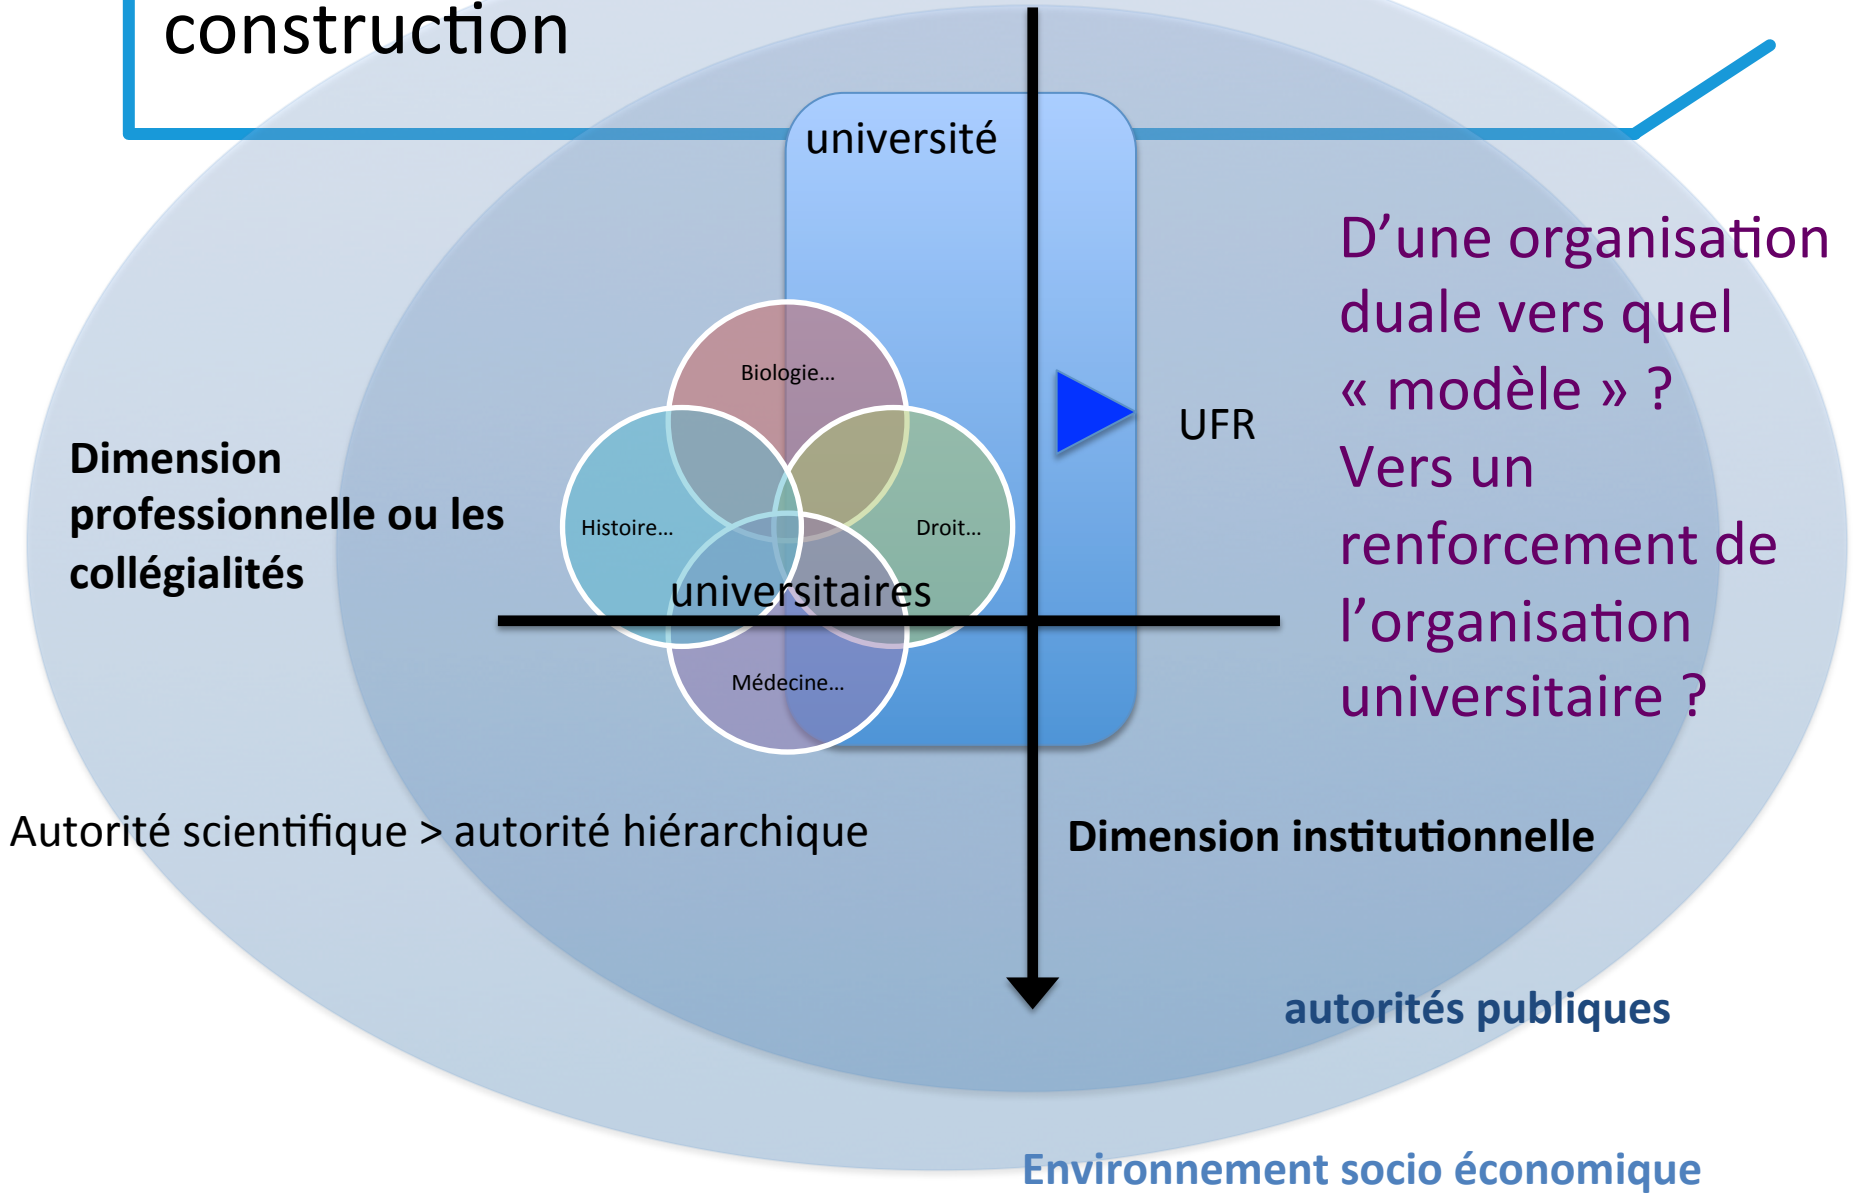 construction
université
D’une organisation
duale vers quel
« modèle » ?
Vers un
renforcement de
l’organisation
universitaire ?
Biologie...
UFR
Dimension
professionnelle ou les
collégialités
Histoire...
Droit...
universitaires
Médecine...
Autorité scientifique > autorité hiérarchique
Dimension institutionnelle
autorités publiques
Environnement socio économique